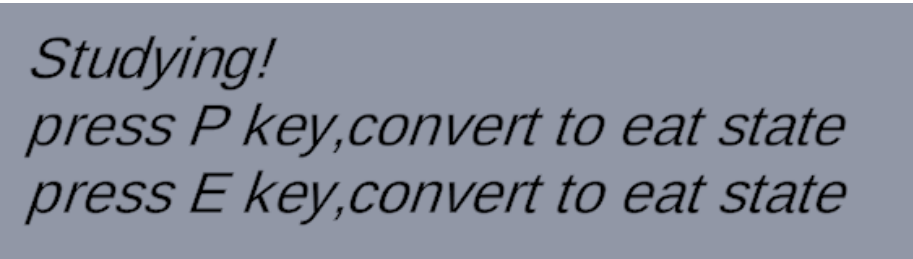 Studying!
press P key,convert to eat state
press E key,convert to eat state